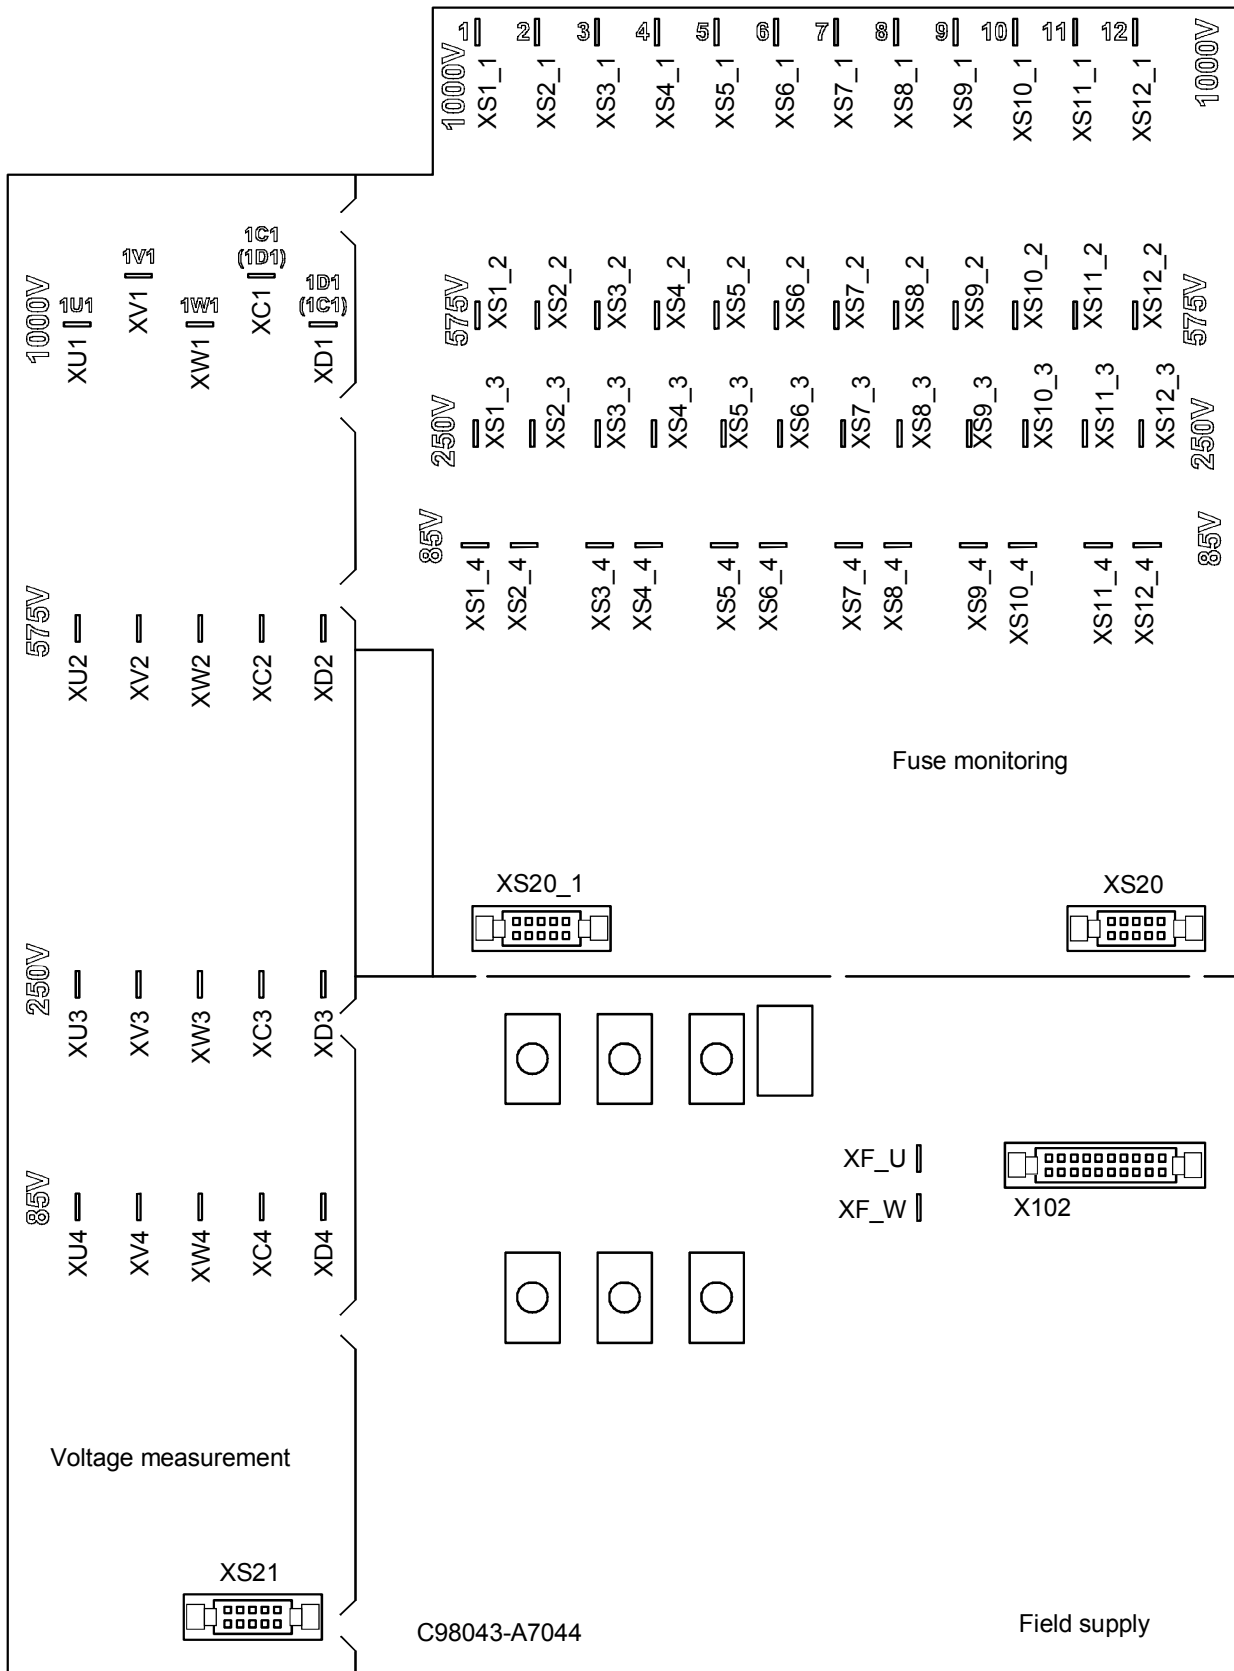 1 2 3 4 5 6 7 8 9 10 11 12
1000V XS1_1 XS2_1 XS3_1 XS4_1 XS5_1 XS6_1 XS7_1 XS8_1 XS9_1 XS10_1 XS11_1 XS12_1 1000V
1000V
1U1
XU1
1V1
XV1
1W1
XW1
1C1
(1D1)
XC1
1D1
(1C1)
XD1
575V XS1_2 XS2_2 XS3_2 XS4_2 XS5_2 XS6_2 XS7_2 XS8_2 XS9_2 XS10_2 XS11_2 XS12_2 575V
250V XS1_3 XS2_3 XS3_3 XS4_3 XS5_3 XS6_3 XS7_3 XS8_3 XS9_3 XS10_3 XS11_3 XS12_3 250V
85V XS1_4 XS2_4 XS3_4 XS4_4 XS5_4 XS6_4 XS7_4 XS8_4 XS9_4 XS10_4 XS11_4 XS12_4 85V
575V XU2 XV2 XW2 XC2 XD2
Fuse monitoring
XS20_1 XS20
250V XU3 XV3 XW3 XC3 XD3
XF_U
XF_W
X102
85V XU4 XV4 XW4 XC4 XD4
Voltage measurement
XS21
C98043-A7044
Field supply